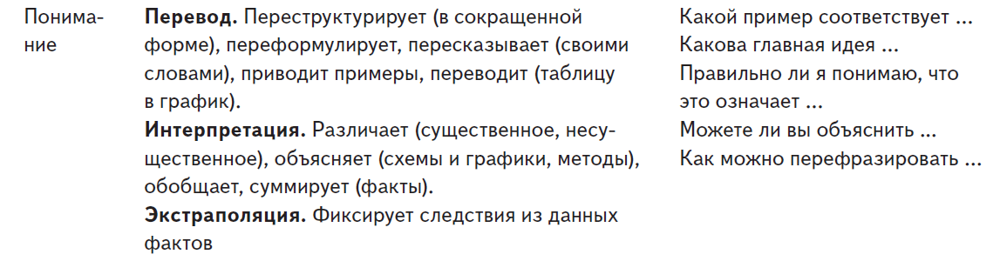 Понима-
ние
Перевод. Переструктурирует (в сокращенной
форме), переформулирует, пересказывает (своими
словами), приводит примеры, переводит (таблицу
в график).
Интерпретация. Различает (существенное, несу-
щественное), объясняет (схемы и графики, методы),
обобщает, суммирует (факты).
Экстраполяция. Фиксирует следствия из данных
фактов
Какой пример соответствует ...
Какова главная идея ...
Правильно ли я понимаю, что
это означает ...
Можете ли вы объяснить ...
Как можно перефразировать ...